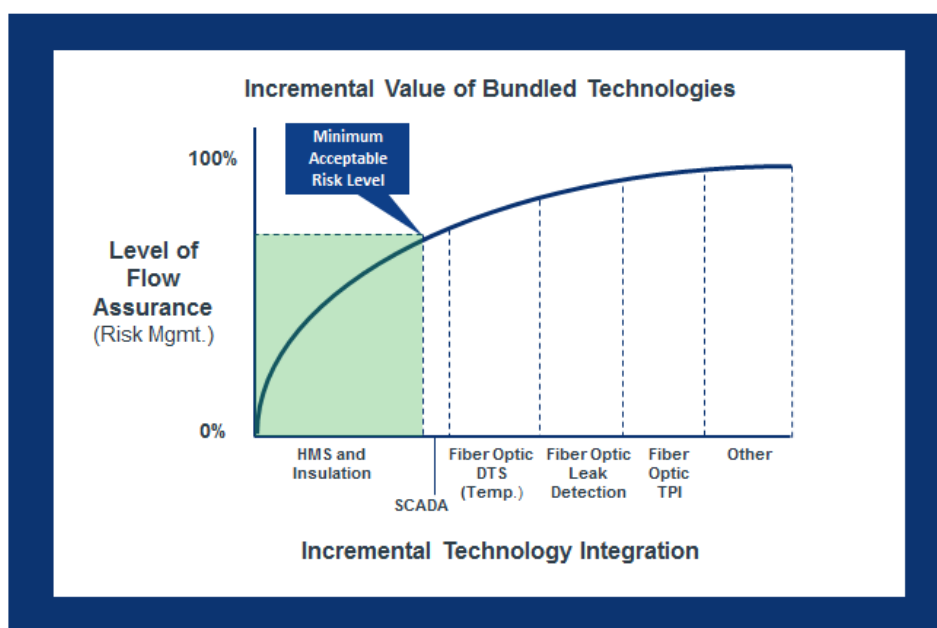 Incremental Value of Bundled Technologies
Minimum
Acceptable
Risk Level
100%
Level of
Flow
Assurance
(Risk Mgmt.)
0%
HMS and
Insulation
SCADA
Fiber Optic
DTS
(Temp.)
Fiber Optic
Leak
Detection
Fiber
Optic
TPI
Other
Incremental Technology Integration